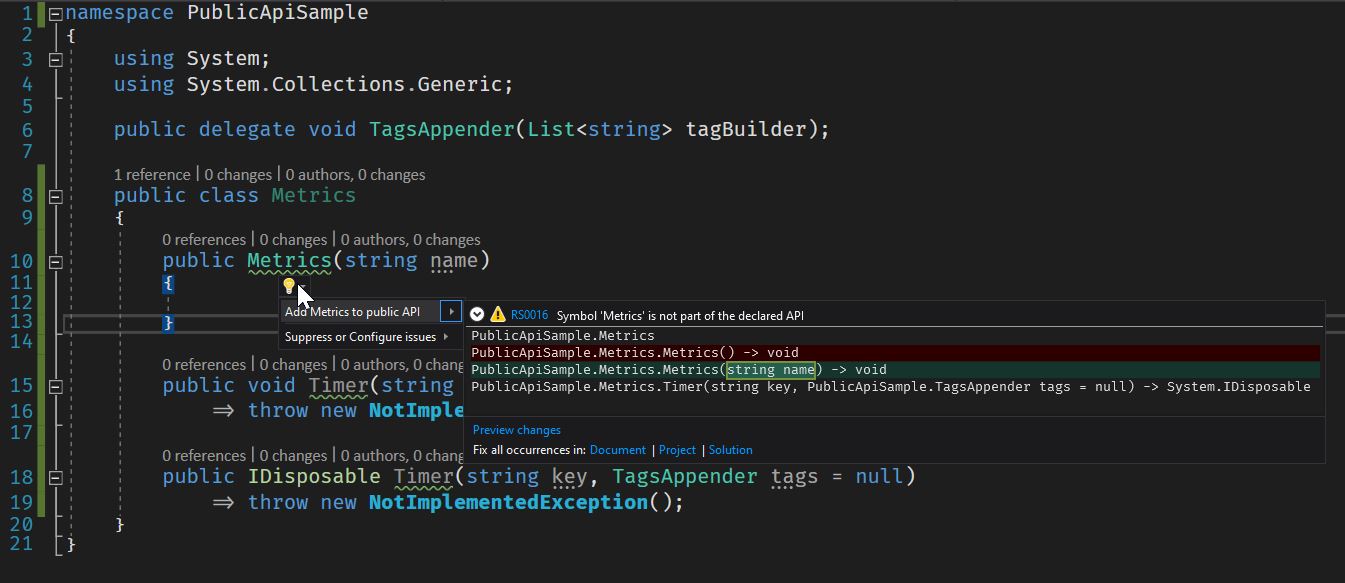 1 namespace PublicApiSample
2 {
3 using System;
4 using System.Collections.Generic;
5
6 public delegate void TagsAppender(List<string> tagBuilder);
7
1 reference | 0 changes | 0 authors, 0 changes
8 public class Metrics
9 {
0 references | 0 changes | 0 authors, 0 changes
10 public Metrics(string name)
11 {
12
13 }
14
Add Metrics to public API
Suppress or Configure issues
RS0016 Symbol 'Metrics' is not part of the declared API
PublicApiSample.Metrics
PublicApiSample.Metrics.Metrics() -> void
PublicApiSample.Metrics.Metrics(string name) -> void
PublicApiSample.Metrics.Timer(string key, PublicApiSample.TagsAppender tags = null) -> System.IDisposable
Preview changes
Fix all occurrences in: Document | Project | Solution
0 references | 0 changes | 0 authors, 0 chang
15 public void Timer(string
16 => throw new NotImple
17
0 references | 0 changes | 0 authors, 0 chang
18 public IDisposable Timer(string key, TagsAppender tags = null)
19 => throw new NotImplementedException();
20 }
21 }